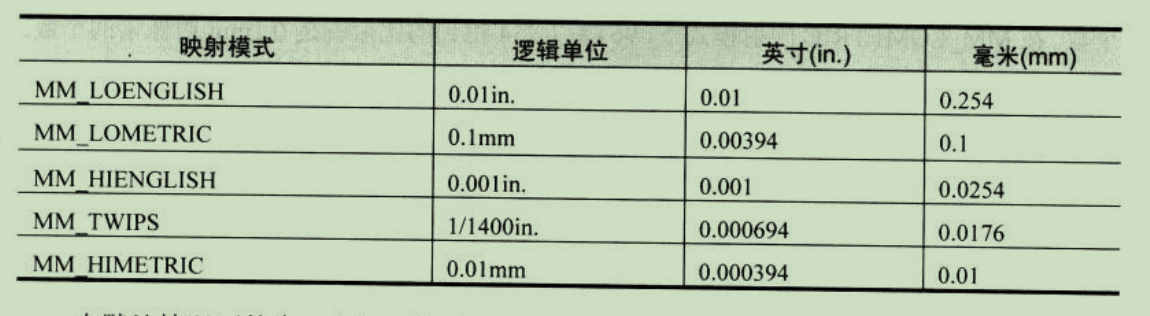 映射模式 逻辑单位 英寸(in.) 毫米(mm)
MM_LOENGLISH 0.01in. 0.01 0.254
MM_LOMETRIC 0.1mm 0.00394 0.1
MM_HIENGLISH 0.001in. 0.001 0.0254
MM_TWIPS 1/1400in. 0.000694 0.0176
MM_HIMETRIC 0.01mm 0.000394 0.01